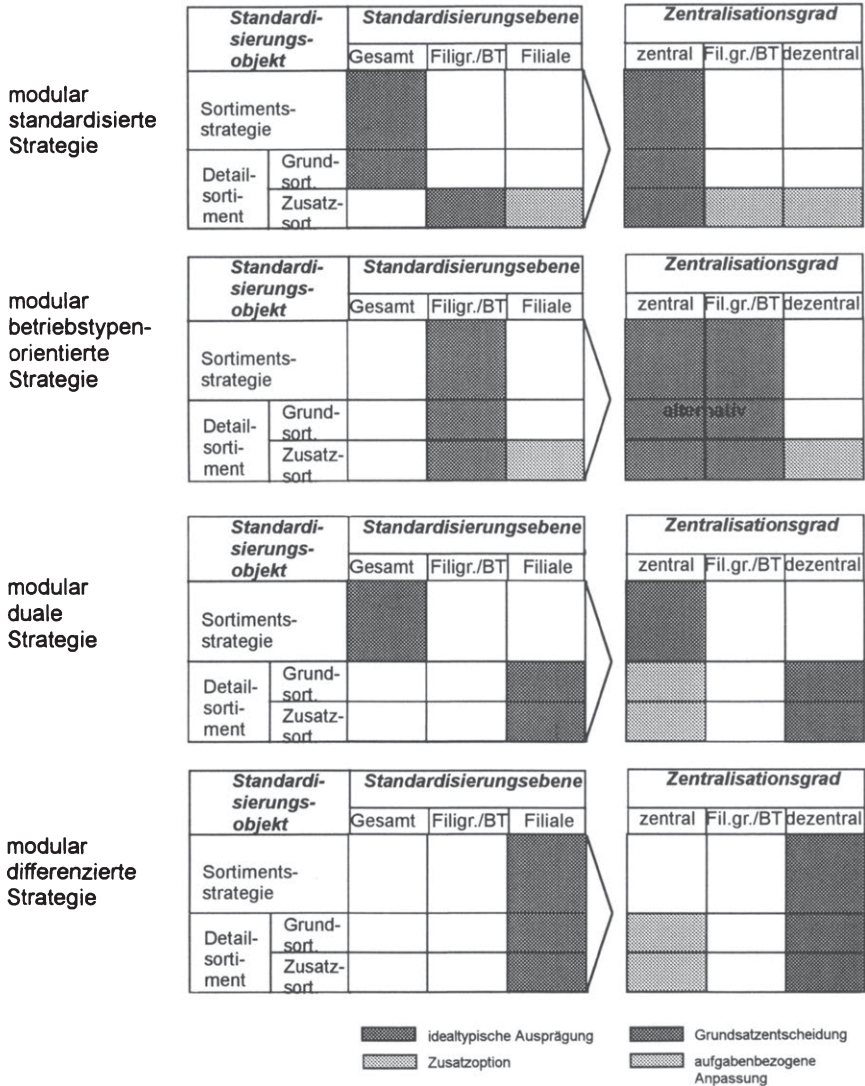 modular
standardisierte
Strategie
Standardi-
sierungs-
objekt
Standardisierungsebene
Gesamt Filigr./BT Filiale
Sortiments-
strategie
Detail-
sorti-
ment
Grund-
sort.
Zusatz-
sort.
Zentralisationsgrad
zentral Fil.gr./BT dezentral
modular
betriebstypen-
orientierte
Strategie
Standardi-
sierungs-
objekt
Standardisierungsebene
Gesamt Filigr./BT Filiale
Sortiments-
strategie
Detail-
sorti-
ment
Grund-
sort.
Zusatz-
sort.
Zentralisationsgrad
zentral Fil.gr./BT dezentral
alternativ
modular
duale
Strategie
Standardi-
sierungs-
objekt
Standardisierungsebene
Gesamt Filigr./BT Filiale
Sortiments-
strategie
Detail-
sorti-
ment
Grund-
sort.
Zusatz-
sort.
Zentralisationsgrad
zentral Fil.gr./BT dezentral
modular
differenzierte
Strategie
Standardi-
sierungs-
objekt
Standardisierungsebene
Gesamt Filigr./BT Filiale
Sortiments-
strategie
Detail-
sorti-
ment
Grund-
sort.
Zusatz-
sort.
Zentralisationsgrad
zentral Fil.gr./BT dezentral
idealtypische Ausprägung
Zusatzoption
Grundsatzentscheidung
aufgabenbezogene
Anpassung